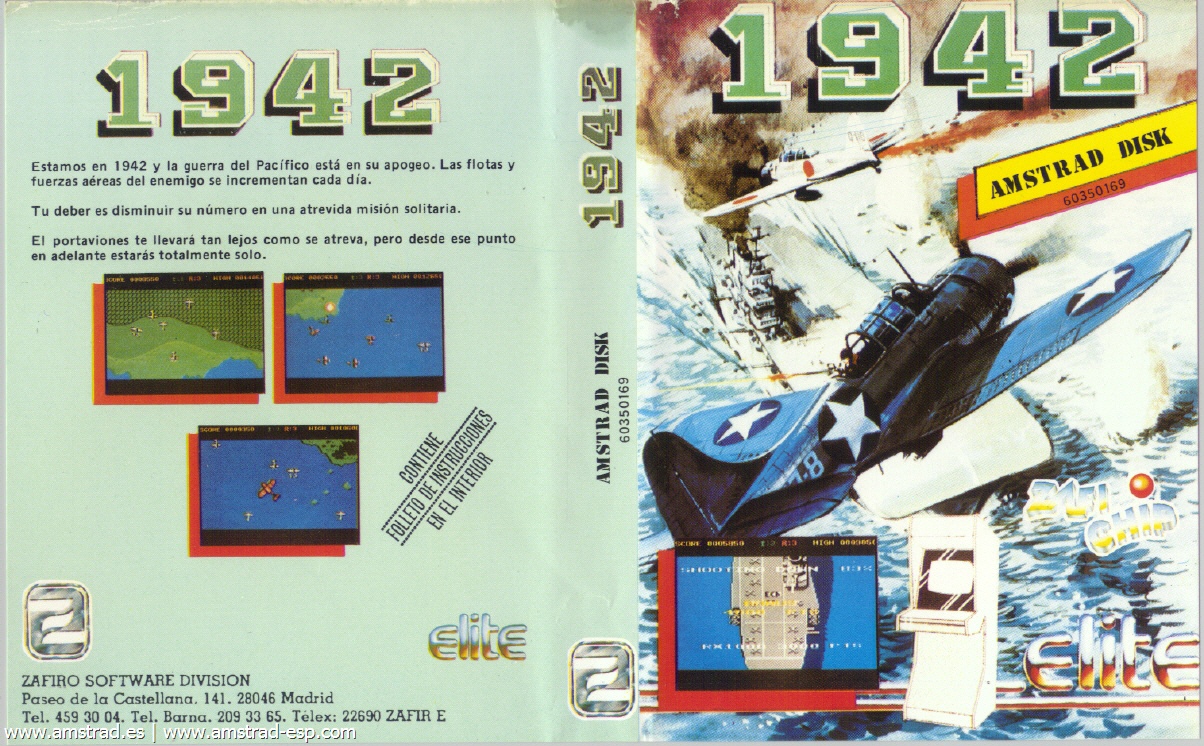 1942
Estamos en 1942 y la guerra del Pacífico está en su apogeo. Las flotas y
fuerzas aéreas del enemigo se incrementan cada día.
Tu deber es disminuir su número en una atrevida misión solitaria.
El portaviones te llevará tan lejos como se atreva, pero desde ese punto
en adelante estarás totalmente solo.
CONTIENE
FOLLETO DE INSTRUCCIONES
EN EL INTERIOR
elite
ZAFIRO SOFTWARE DIVISION
Paseo de la Castellana, 141. 28046 Madrid
Tel. 459 30 04. Tel. Barna. 209 33 65. Télex: 22690 ZAFIR E
www.amstrad.es | www.amstrad-esp.com
1942
AMSTRAD DISK
60350169
1942
AMSTRAD DISK
60350169
SCORE 0005850
SHOOTING DOWN 83%
elite